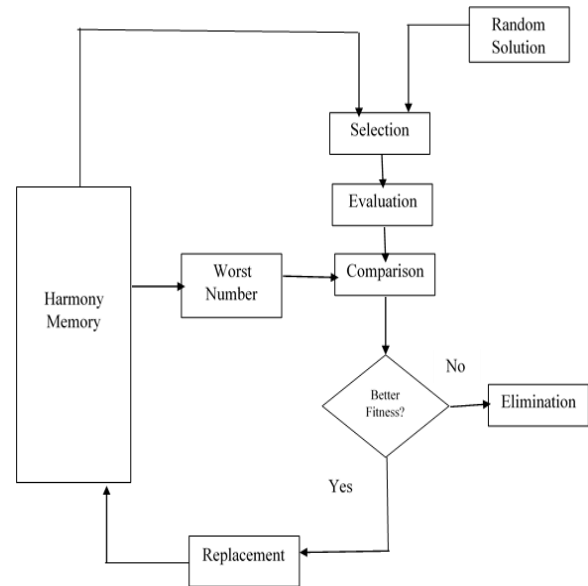 Random
Solution
Selection
Evaluation
Harmony
Memory
Worst
Number
Comparison
Better
Fitness?
No
Elimination
Yes
Replacement